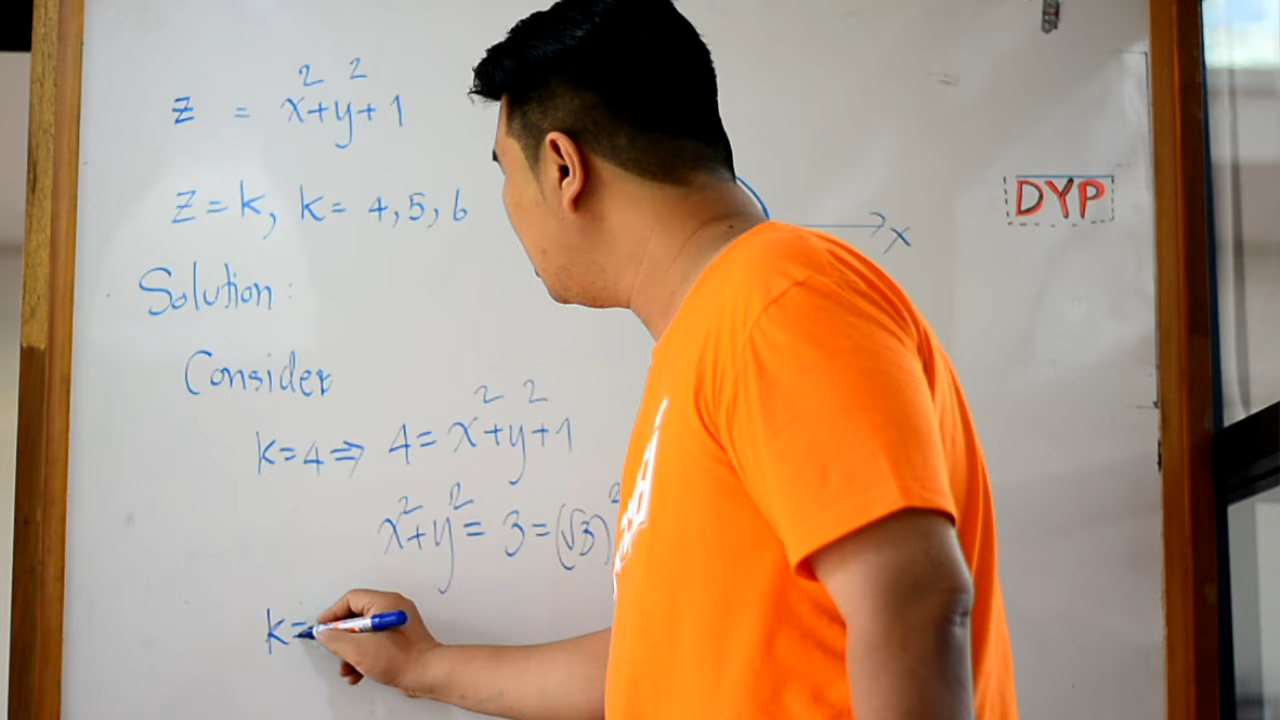 z = x²+y²+1
z=k, k= 4,5,6
Solution:
Consider
k=4⇒ 4= x²+y²+1
x²+y²= 3=(√3)²
k=
x
DYP